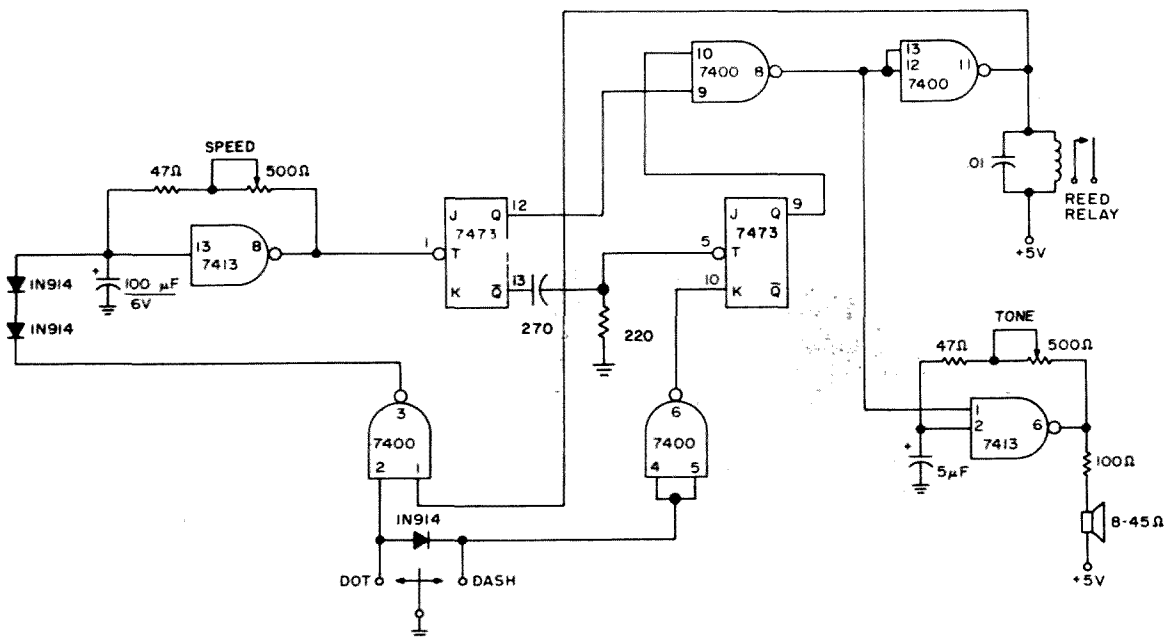 10
7400
8
9
13
12
11
7400
SPEED
47Ω
500Ω
.01
REED
RELAY
+5V
13
8
7413
1
J
Q
12
7473
T
K
Q̅
13
5
J
Q
9
7473
T
10
K
Q̅
1N914
1N914
100 µF
6V
270
220
TONE
47Ω
500Ω
3
7400
2
1
6
7400
4
5
1
2
6
7413
5µF
100Ω
8-45Ω
+5V
1N914
DOT
DASH